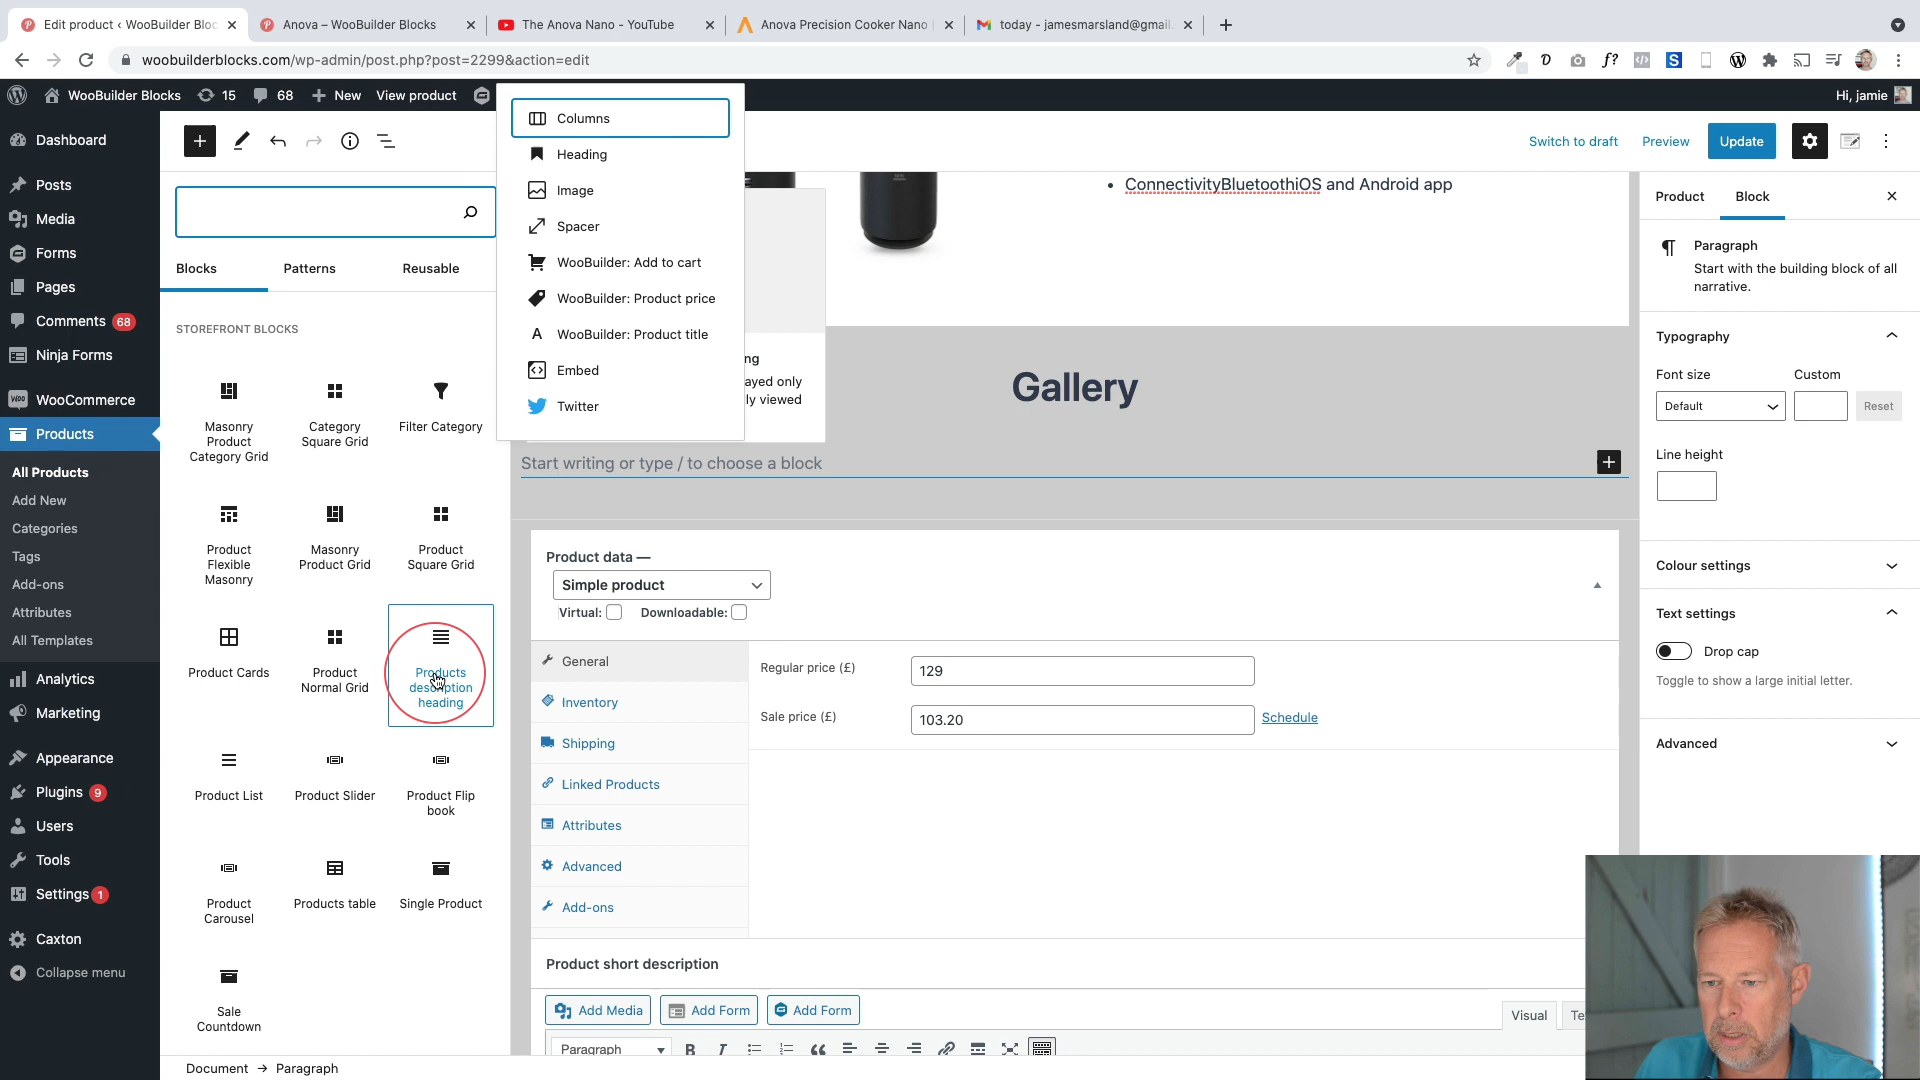 Edit product ‹ WooBuilder Bloc
Anova – WooBuilder Blocks
The Anova Nano - YouTube
Anova Precision Cooker Nano
today - jamesmarsland@gmail.
woobuilderblocks.com/wp-admin/post.php?post=2299&action=edit
WooBuilder Blocks
15
68
New
View product
Hi, jamie
Dashboard
Posts
Media
Forms
Pages
Comments 68
Ninja Forms
WooCommerce
Products
All Products
Add New
Categories
Tags
Add-ons
Attributes
All Templates
Analytics
Marketing
Appearance
Plugins 9
Users
Tools
Settings 1
Caxton
Collapse menu
Blocks
Patterns
Reusable
STOREFRONT BLOCKS
Masonry
Product
Category Grid
Category
Square Grid
Filter Category
Product
Flexible
Masonry
Masonry
Product Grid
Product
Square Grid
Product Cards
Product
Normal Grid
Products
description
heading
Product List
Product Slider
Product Flip
book
Product
Carousel
Products table
Single Product
Sale
Countdown
Columns
Heading
Image
Spacer
WooBuilder: Add to cart
WooBuilder: Product price
WooBuilder: Product title
Embed
Twitter
ng
ayed only
ly viewed
Switch to draft
Preview
Update
ConnectivityBluetoothiOS and Android app
Gallery
Start writing or type / to choose a block
Product data —
Simple product
Virtual:
Downloadable:
General
Inventory
Shipping
Linked Products
Attributes
Advanced
Add-ons
Regular price (£)
129
Sale price (£)
103.20
Schedule
Product short description
Add Media
Add Form
Add Form
Visual
Te
Paragraph
B I
Document → Paragraph
Product
Block
Paragraph
Start with the building block of all
narrative.
Typography
Font size
Custom
Default
Reset
Line height
Colour settings
Text settings
Drop cap
Toggle to show a large initial letter.
Advanced